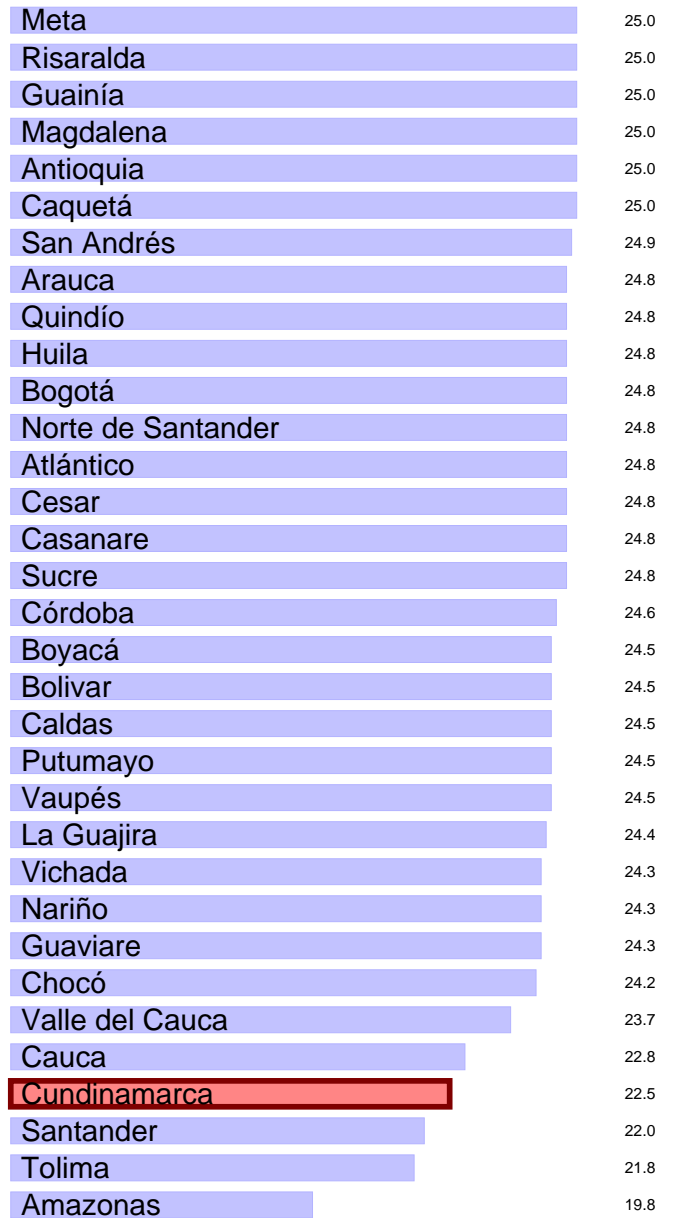 Meta 25.0
Risaralda 25.0
Guainía 25.0
Magdalena 25.0
Antioquia 25.0
Caquetá 25.0
San Andrés 24.9
Arauca 24.8
Quindío 24.8
Huila 24.8
Bogotá 24.8
Norte de Santander 24.8
Atlántico 24.8
Cesar 24.8
Casanare 24.8
Sucre 24.8
Córdoba 24.6
Boyacá 24.5
Bolivar 24.5
Caldas 24.5
Putumayo 24.5
Vaupés 24.5
La Guajira 24.4
Vichada 24.3
Nariño 24.3
Guaviare 24.3
Chocó 24.2
Valle del Cauca 23.7
Cauca 22.8
Cundinamarca 22.5
Santander 22.0
Tolima 21.8
Amazonas 19.8